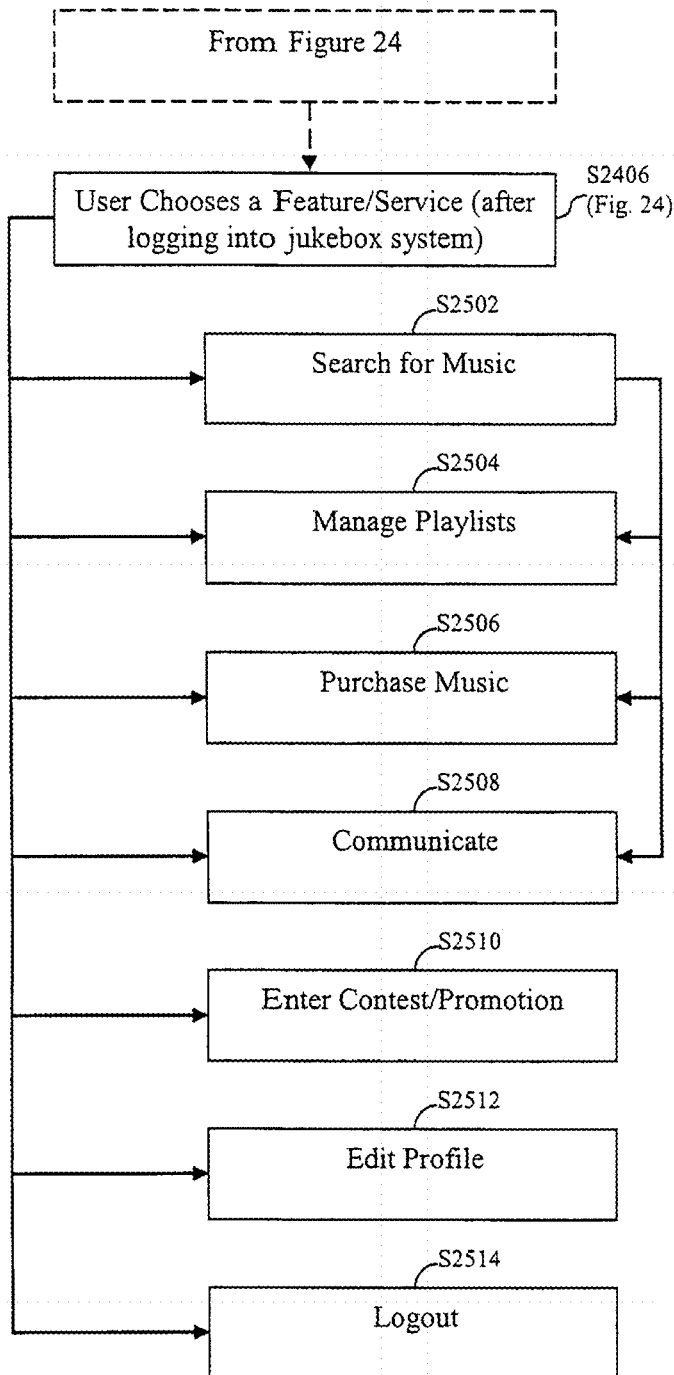 From Figure 24
S2406
User Chooses a Feature/Service (after
(Fig. 24)
logging into jukebox system)
S2502
Search for Music
S2504
Manage Playlists
S2506
Purchase Music
S2508
Communicate
S2510
Enter Contest/Promotion
S2512
Edit Profile
S2514
Logout